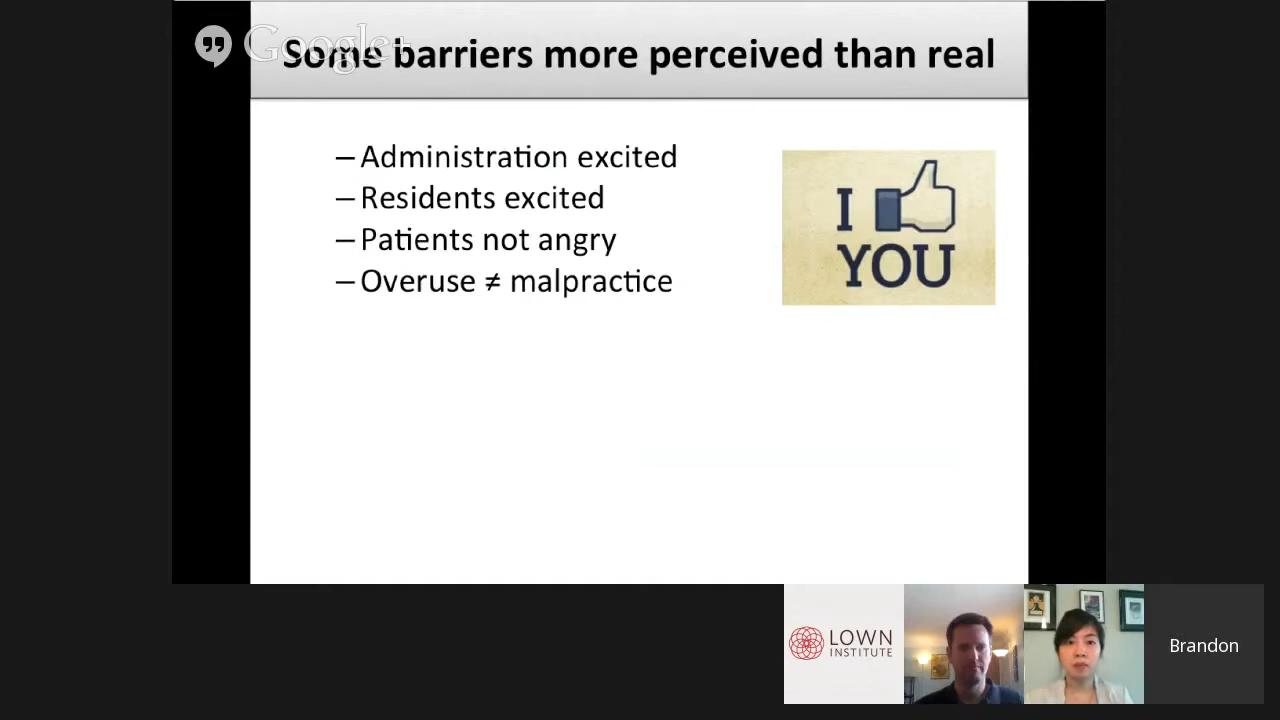 Google+
Some barriers more perceived than real
– Administration excited
– Residents excited
– Patients not angry
– Overuse ≠ malpractice
I
YOU
LOWN
INSTITUTE
Brandon